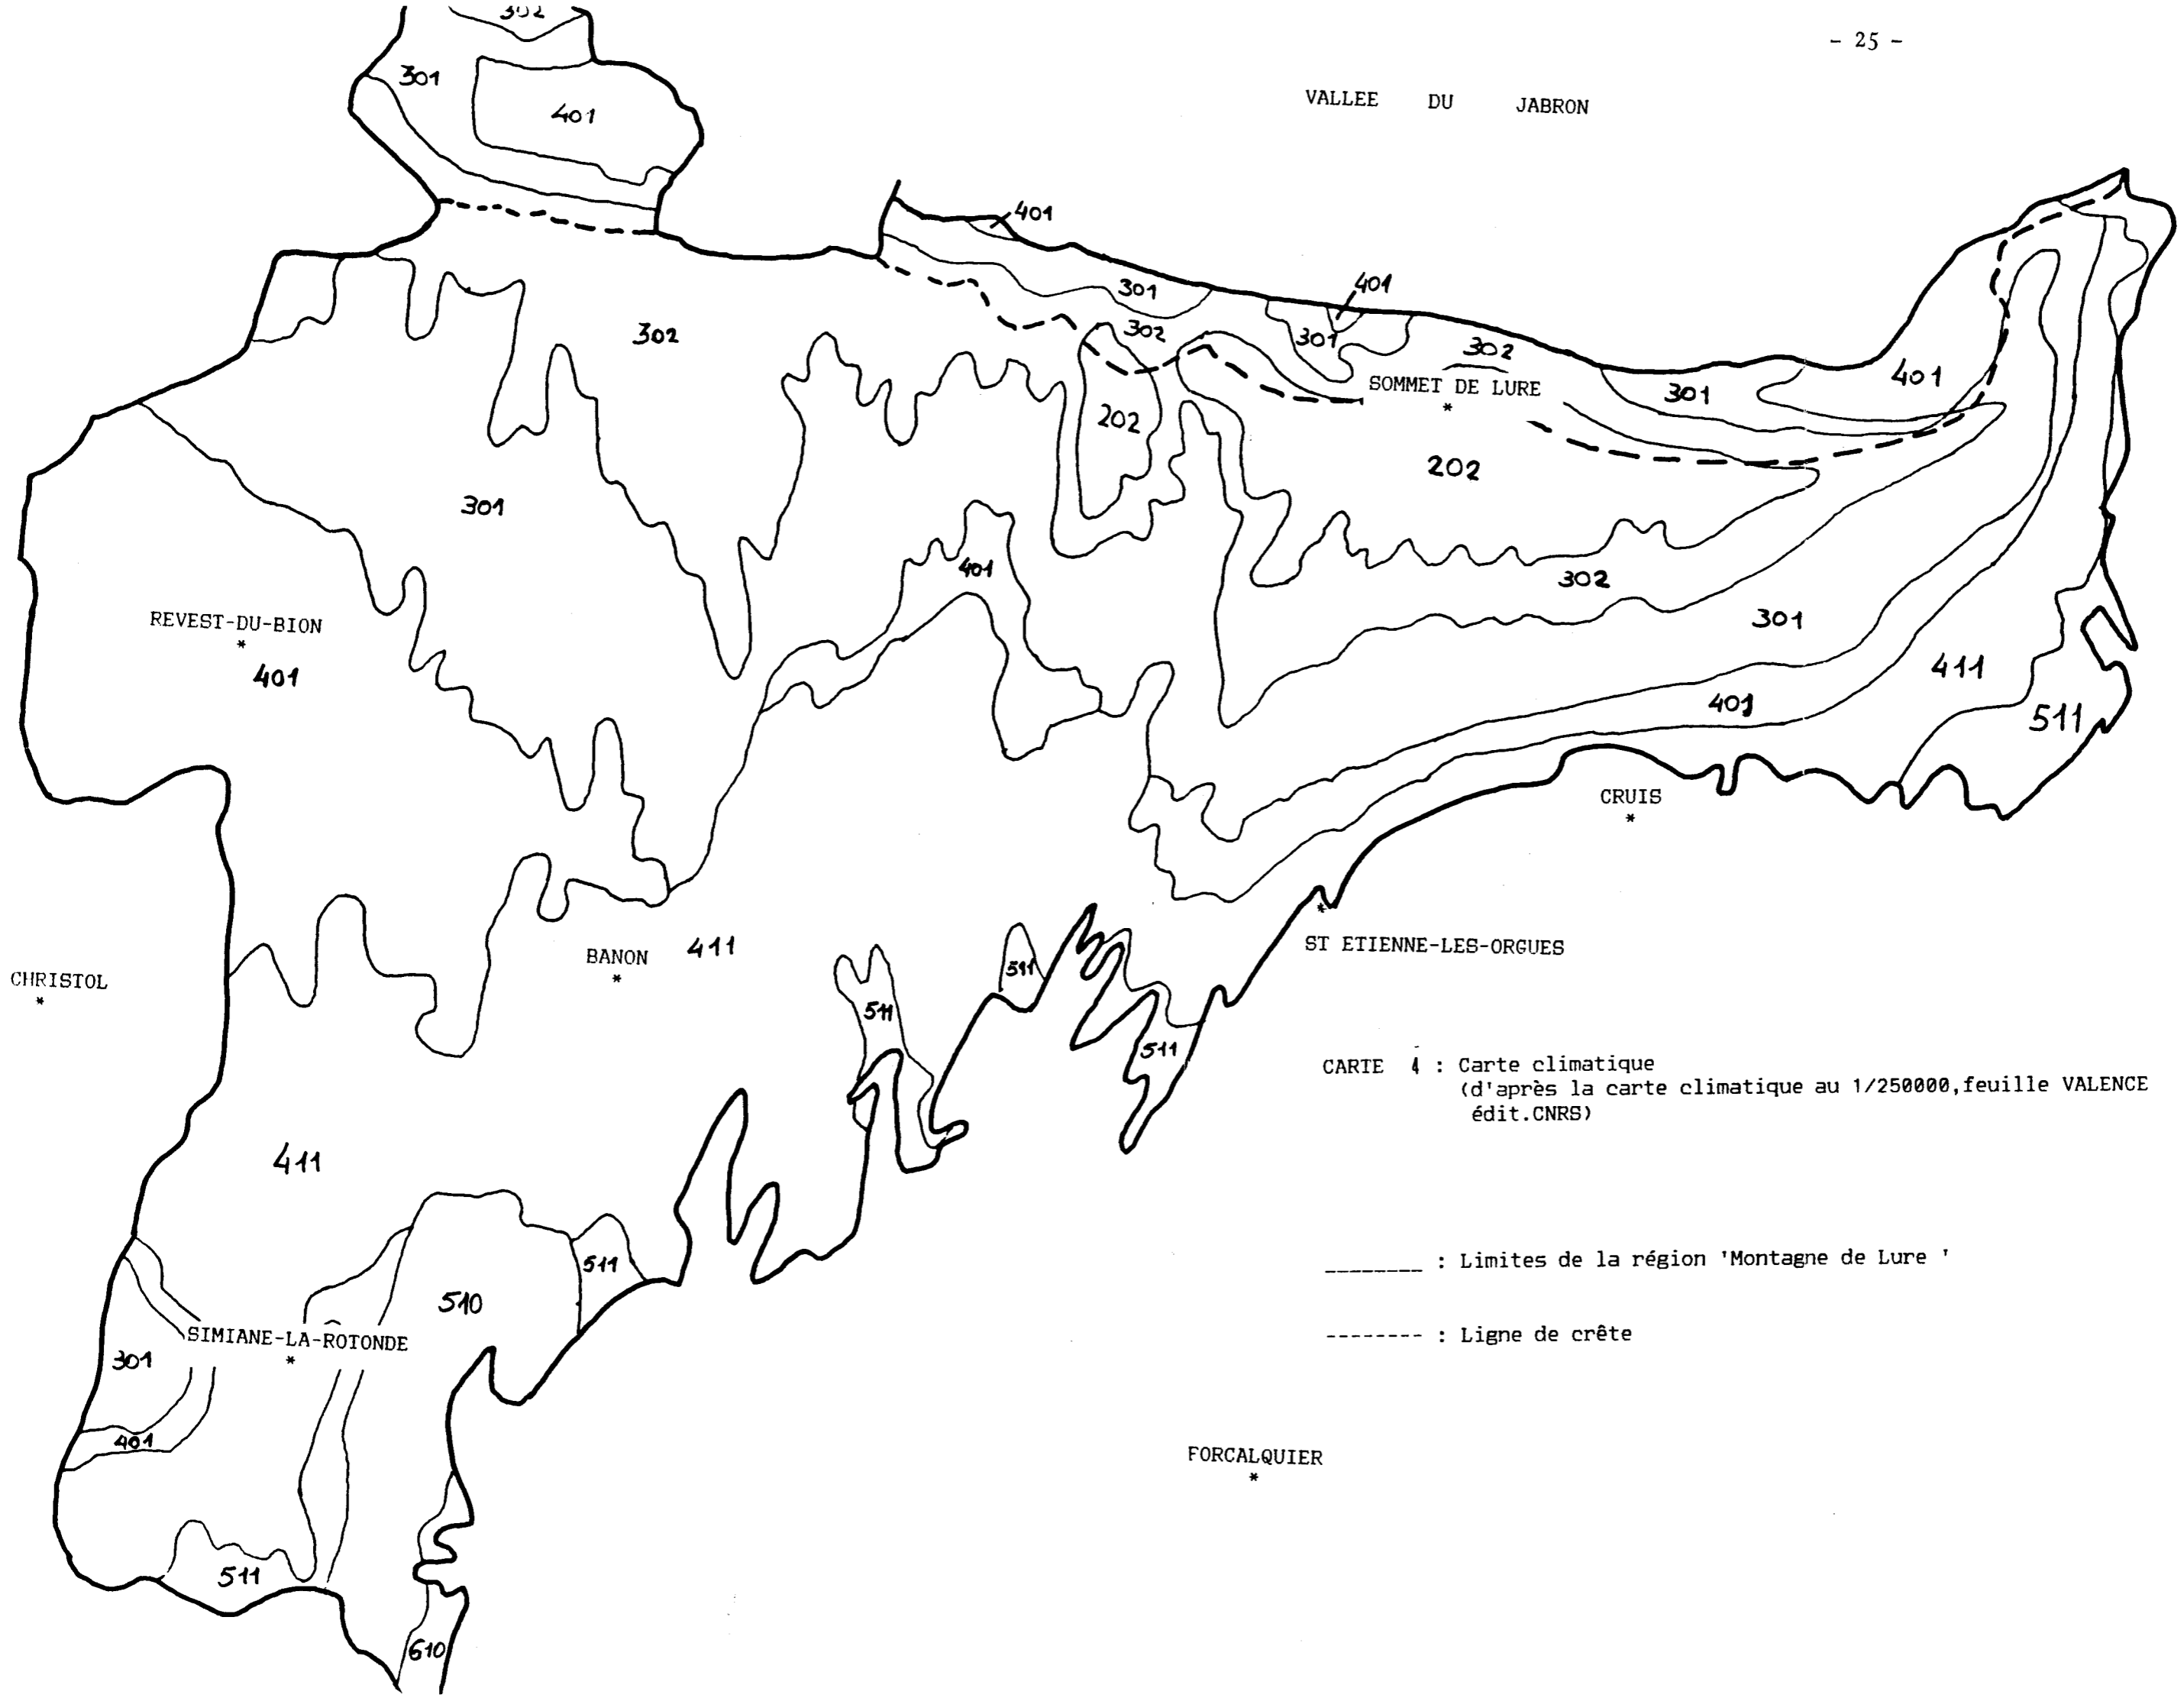 - 25 -
302
301
401
VALLEE DU JABRON
401
301
401
302
302
301
302
SOMMET DE LURE
*
301
401
202
202
301
401
302
REVEST-DU-BION
*
401
301
411
401
511
CRUIS
*
BANON
*
411
*
ST ETIENNE-LES-ORGUES
CHRISTOL
*
511
511
511
CARTE 4 : Carte climatique
(d'après la carte climatique au 1/250000,feuille VALENCE
édit.CNRS)
411
511
________ : Limites de la région 'Montagne de Lure '
510
-------- : Ligne de crête
SIMIANE-LA-ROTONDE
*
301
401
FORCALQUIER
*
511
610